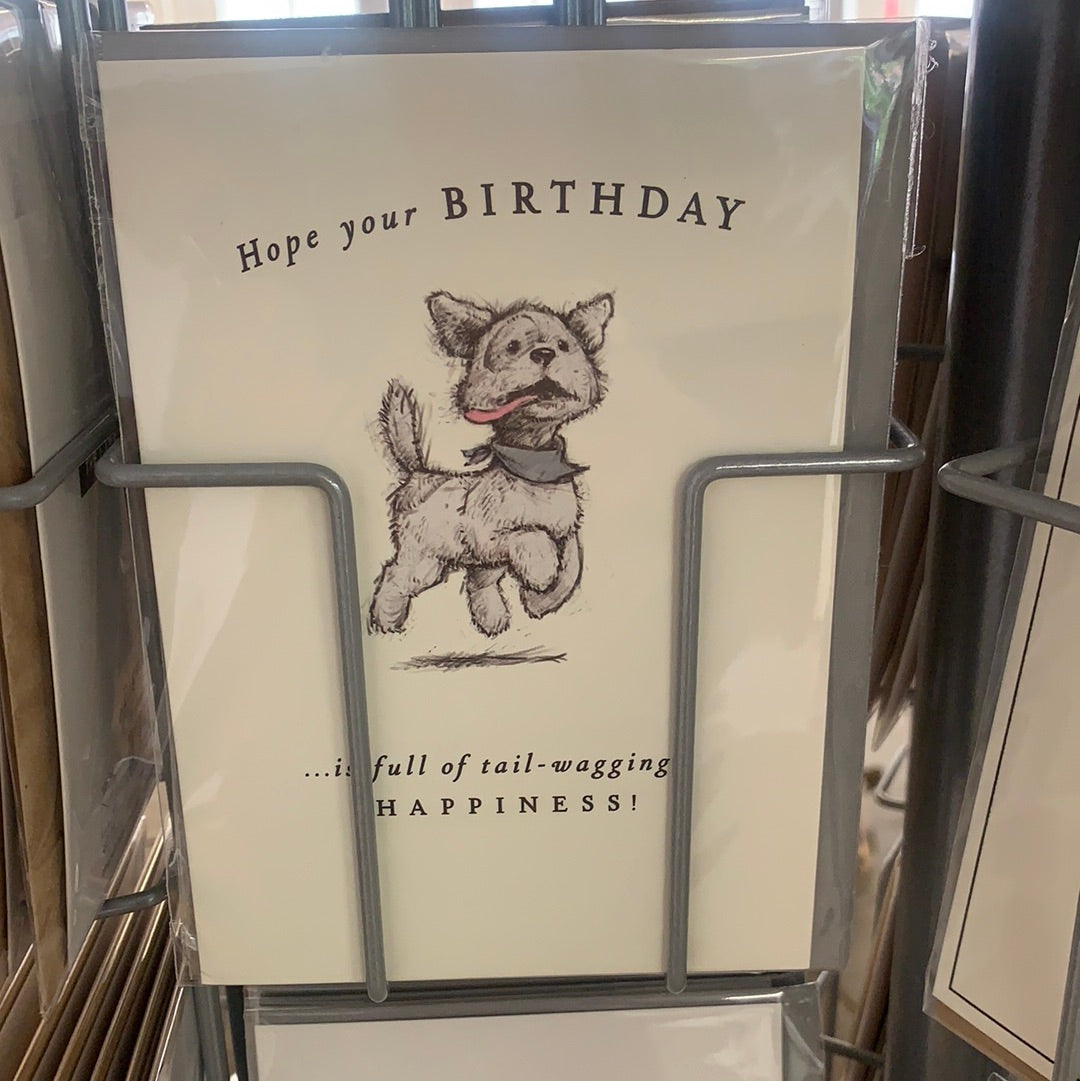 Hope your BIRTHDAY
...is full of tail-wagging
HAPPINESS!